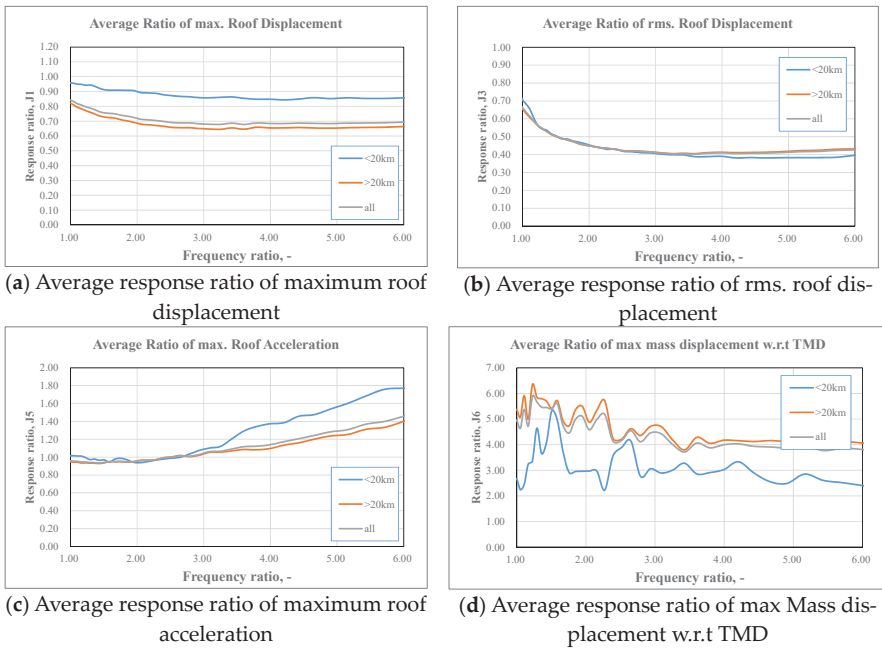 Average Ratio of max. Roof Displacement
Response ratio, J1
1.20
1.10
1.00
0.90
0.80
0.70
0.60
0.50
0.40
0.30
0.20
0.10
0.00
<20km
>20km
all
1.00 2.00 3.00 4.00 5.00 6.00
Frequency ratio, -
(a) Average response ratio of maximum roof
displacement
Average Ratio of rms. Roof Displacement
Response ratio, J3
1.00
0.90
0.80
0.70
0.60
0.50
0.40
0.30
0.20
0.10
0.00
<20km
>20km
all
1.00 2.00 3.00 4.00 5.00 6.00
Frequency ratio, -
(b) Average response ratio of rms. roof dis-
placement
Average Ratio of max. Roof Acceleration
Response ratio, J5
2.00
1.80
1.60
1.40
1.20
1.00
0.80
0.60
0.40
0.20
0.00
<20km
>20km
all
1.00 2.00 3.00 4.00 5.00 6.00
Frequency ratio, -
(c) Average response ratio of maximum roof
acceleration
Average Ratio of max mass displacement w.r.t TMD
Response ratio, J6
7.00
6.00
5.00
4.00
3.00
2.00
1.00
0.00
<20km
>20km
all
1.00 2.00 3.00 4.00 5.00 6.00
Frequency ratio, -
(d) Average response ratio of max Mass dis-
placement w.r.t TMD